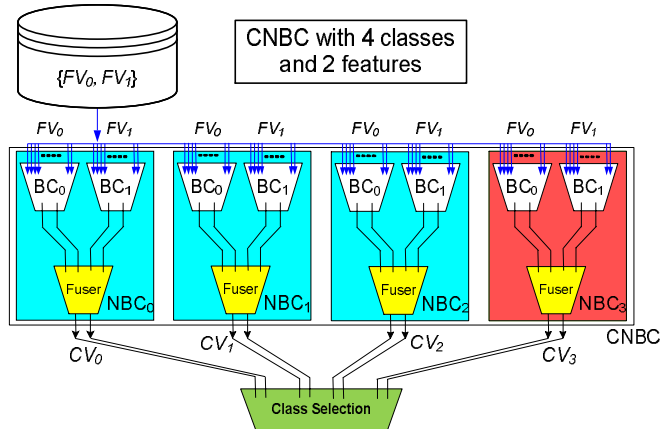 CNBC with 4 classes
and 2 features
{FV0, FV1}
FV0 FV1 FV0 FV1 FV0 FV1 FV0 FV1
BC0 BC1 BC0 BC1 BC0 BC1 BC0 BC1
Fuser Fuser Fuser Fuser
NBC0 NBC1 NBC2 NBC3
CNBC
CV0 CV1 CV2 CV3
Class Selection